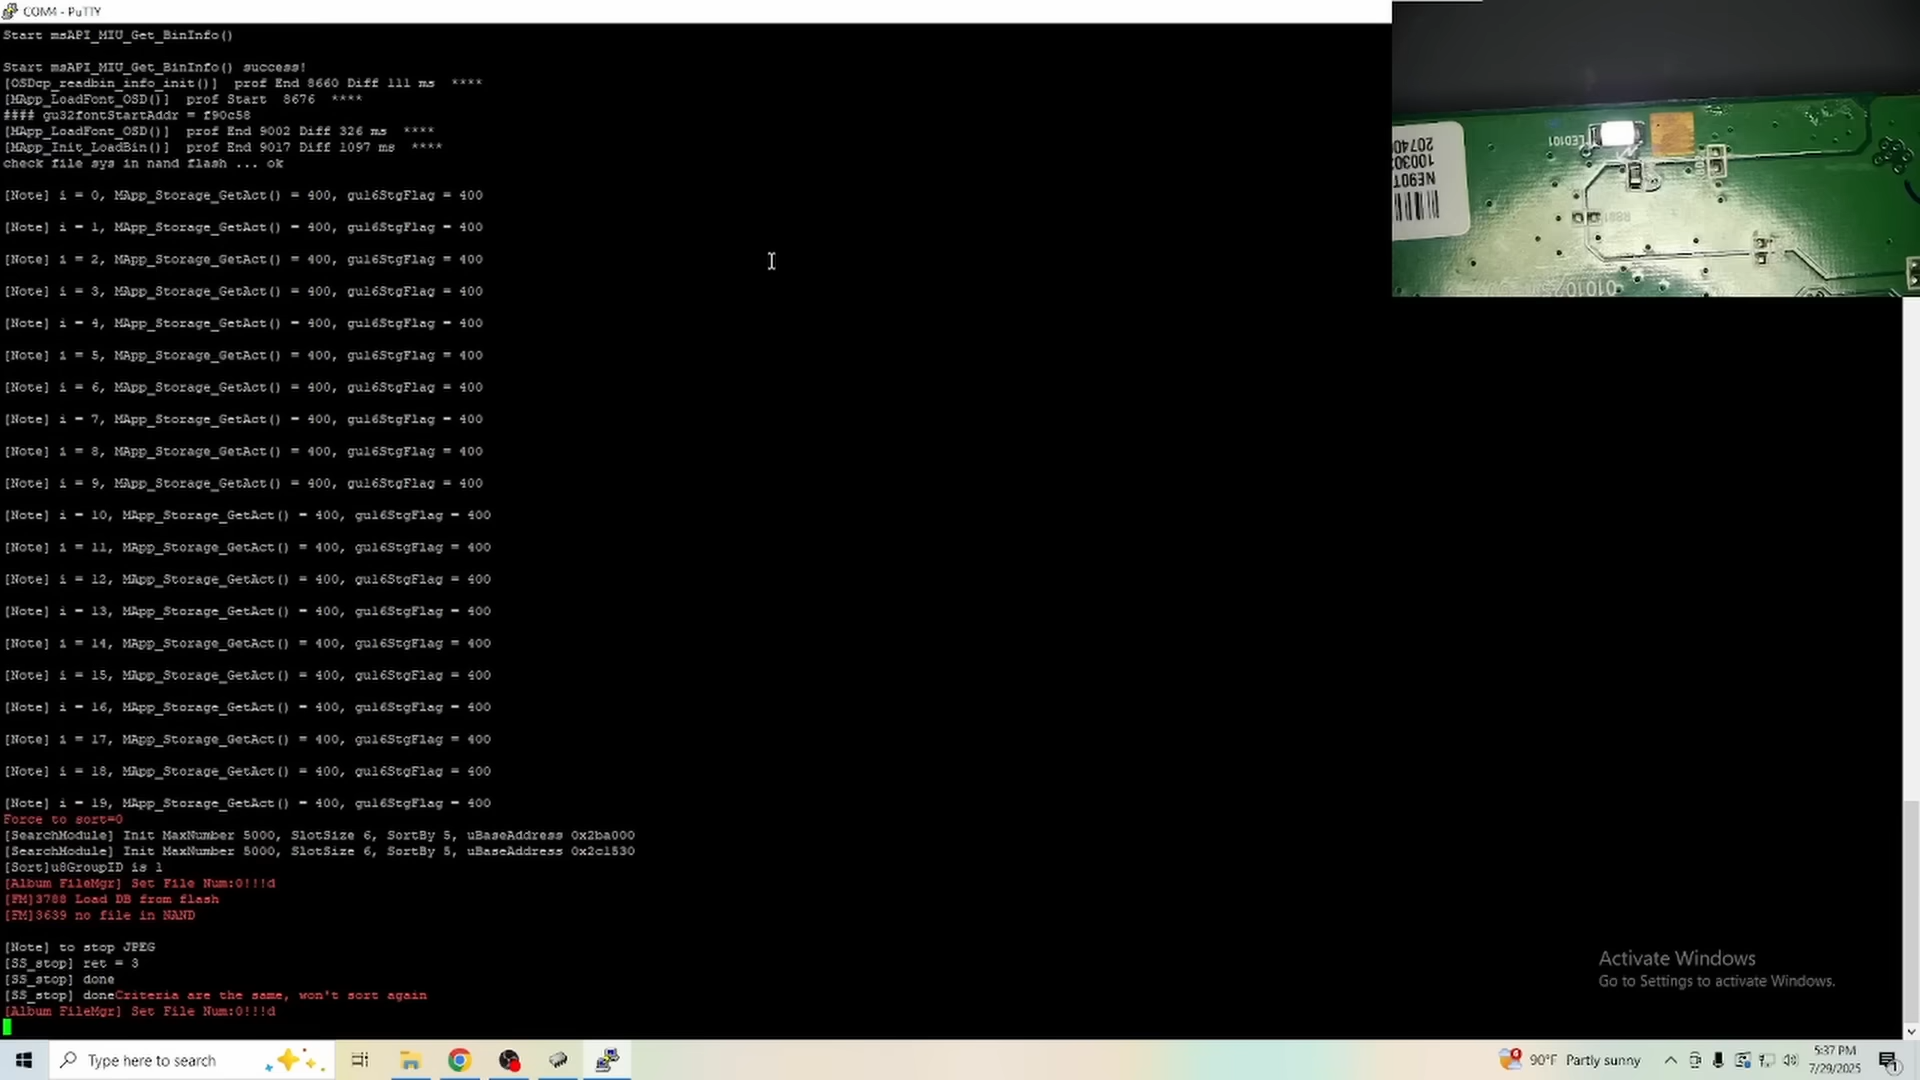 COM4 - PuTTY
Start msAPI_MIU_Get_BinInfo()
Start msAPI_MIU_Get_BinInfo() success!
[OSDcp_readbin_info_init()]  prof End 8660 Diff 111 ms  ****
[MApp_LoadFont_OSD()]  prof Start  8676  ****
#### gu32fontStartAddr = f90c58
[MApp_LoadFont_OSD()]  prof End 9002 Diff 326 ms  ****
[MApp_Init_LoadBin()]  prof End 9017 Diff 1097 ms  ****
check file sys in nand flash ... ok
[Note] i = 0, MApp_Storage_GetAct() = 400, gu16StgFlag = 400
[Note] i = 1, MApp_Storage_GetAct() = 400, gu16StgFlag = 400
[Note] i = 2, MApp_Storage_GetAct() = 400, gu16StgFlag = 400
[Note] i = 3, MApp_Storage_GetAct() = 400, gu16StgFlag = 400
[Note] i = 4, MApp_Storage_GetAct() = 400, gu16StgFlag = 400
[Note] i = 5, MApp_Storage_GetAct() = 400, gu16StgFlag = 400
[Note] i = 6, MApp_Storage_GetAct() = 400, gu16StgFlag = 400
[Note] i = 7, MApp_Storage_GetAct() = 400, gu16StgFlag = 400
[Note] i = 8, MApp_Storage_GetAct() = 400, gu16StgFlag = 400
[Note] i = 9, MApp_Storage_GetAct() = 400, gu16StgFlag = 400
[Note] i = 10, MApp_Storage_GetAct() = 400, gu16StgFlag = 400
[Note] i = 11, MApp_Storage_GetAct() = 400, gu16StgFlag = 400
[Note] i = 12, MApp_Storage_GetAct() = 400, gu16StgFlag = 400
[Note] i = 13, MApp_Storage_GetAct() = 400, gu16StgFlag = 400
[Note] i = 14, MApp_Storage_GetAct() = 400, gu16StgFlag = 400
[Note] i = 15, MApp_Storage_GetAct() = 400, gu16StgFlag = 400
[Note] i = 16, MApp_Storage_GetAct() = 400, gu16StgFlag = 400
[Note] i = 17, MApp_Storage_GetAct() = 400, gu16StgFlag = 400
[Note] i = 18, MApp_Storage_GetAct() = 400, gu16StgFlag = 400
[Note] i = 19, MApp_Storage_GetAct() = 400, gu16StgFlag = 400
Force to sort=0
[SearchModule] Init MaxNumber 5000, SlotSize 6, SortBy 5, uBaseAddress 0x2ba000
[SearchModule] Init MaxNumber 5000, SlotSize 6, SortBy 5, uBaseAddress 0x2c1530
[Sort]u8GroupID is 1
[Album FileMgr] Set File Num:0!!!d
[FM]3788 Load DB from flash
[FM]3639 no file in NAND
[Note] to stop JPEG
[SS_stop] ret = 3
[SS_stop] done
[SS_stop] doneCriteria are the same, won't sort again
[Album FileMgr] Set File Num:0!!!d
LED101
NE90T
10030
20740
Activate Windows
Go to Settings to activate Windows.
Type here to search
90°F Partly sunny
5:37 PM
7/29/2025